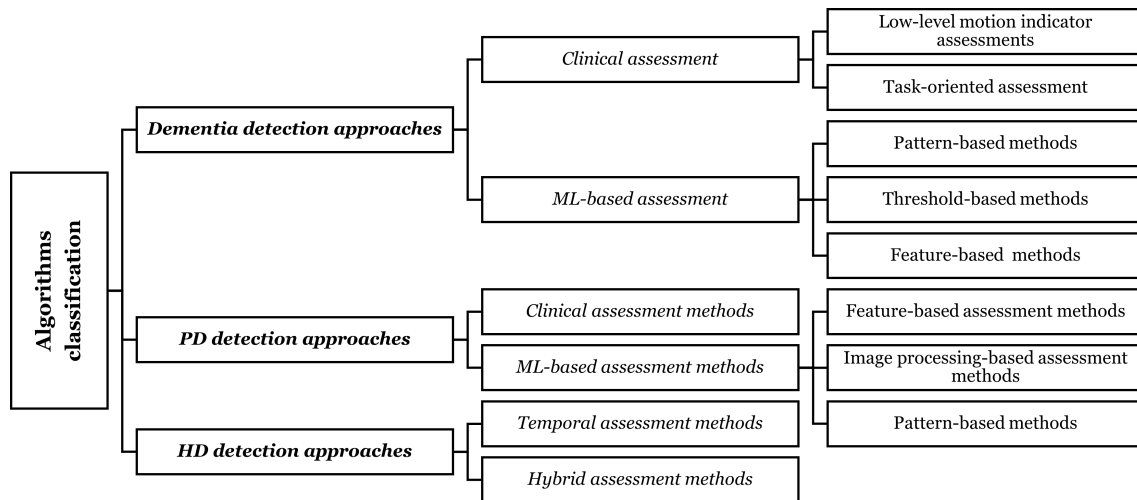 Algorithms
classification
Dementia detection approaches
Clinical assessment
Low-level motion indicator
assessments
Task-oriented assessment
ML-based assessment
Pattern-based methods
Threshold-based methods
Feature-based methods
PD detection approaches
Clinical assessment methods
ML-based assessment methods
Feature-based assessment methods
Image processing-based assessment
methods
Pattern-based methods
HD detection approaches
Temporal assessment methods
Hybrid assessment methods